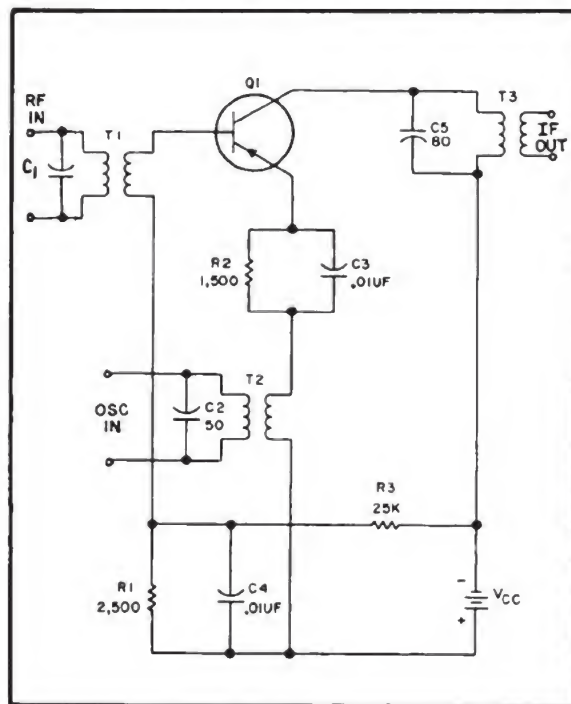 Q1
RF
IN
T1
C1
T3
C5
80
IF
OUT
R2
1,500
C3
.01UF
T2
OSC
IN
C2
50
R3
25K
R1
2,500
C4
.01UF
-
VCC
+